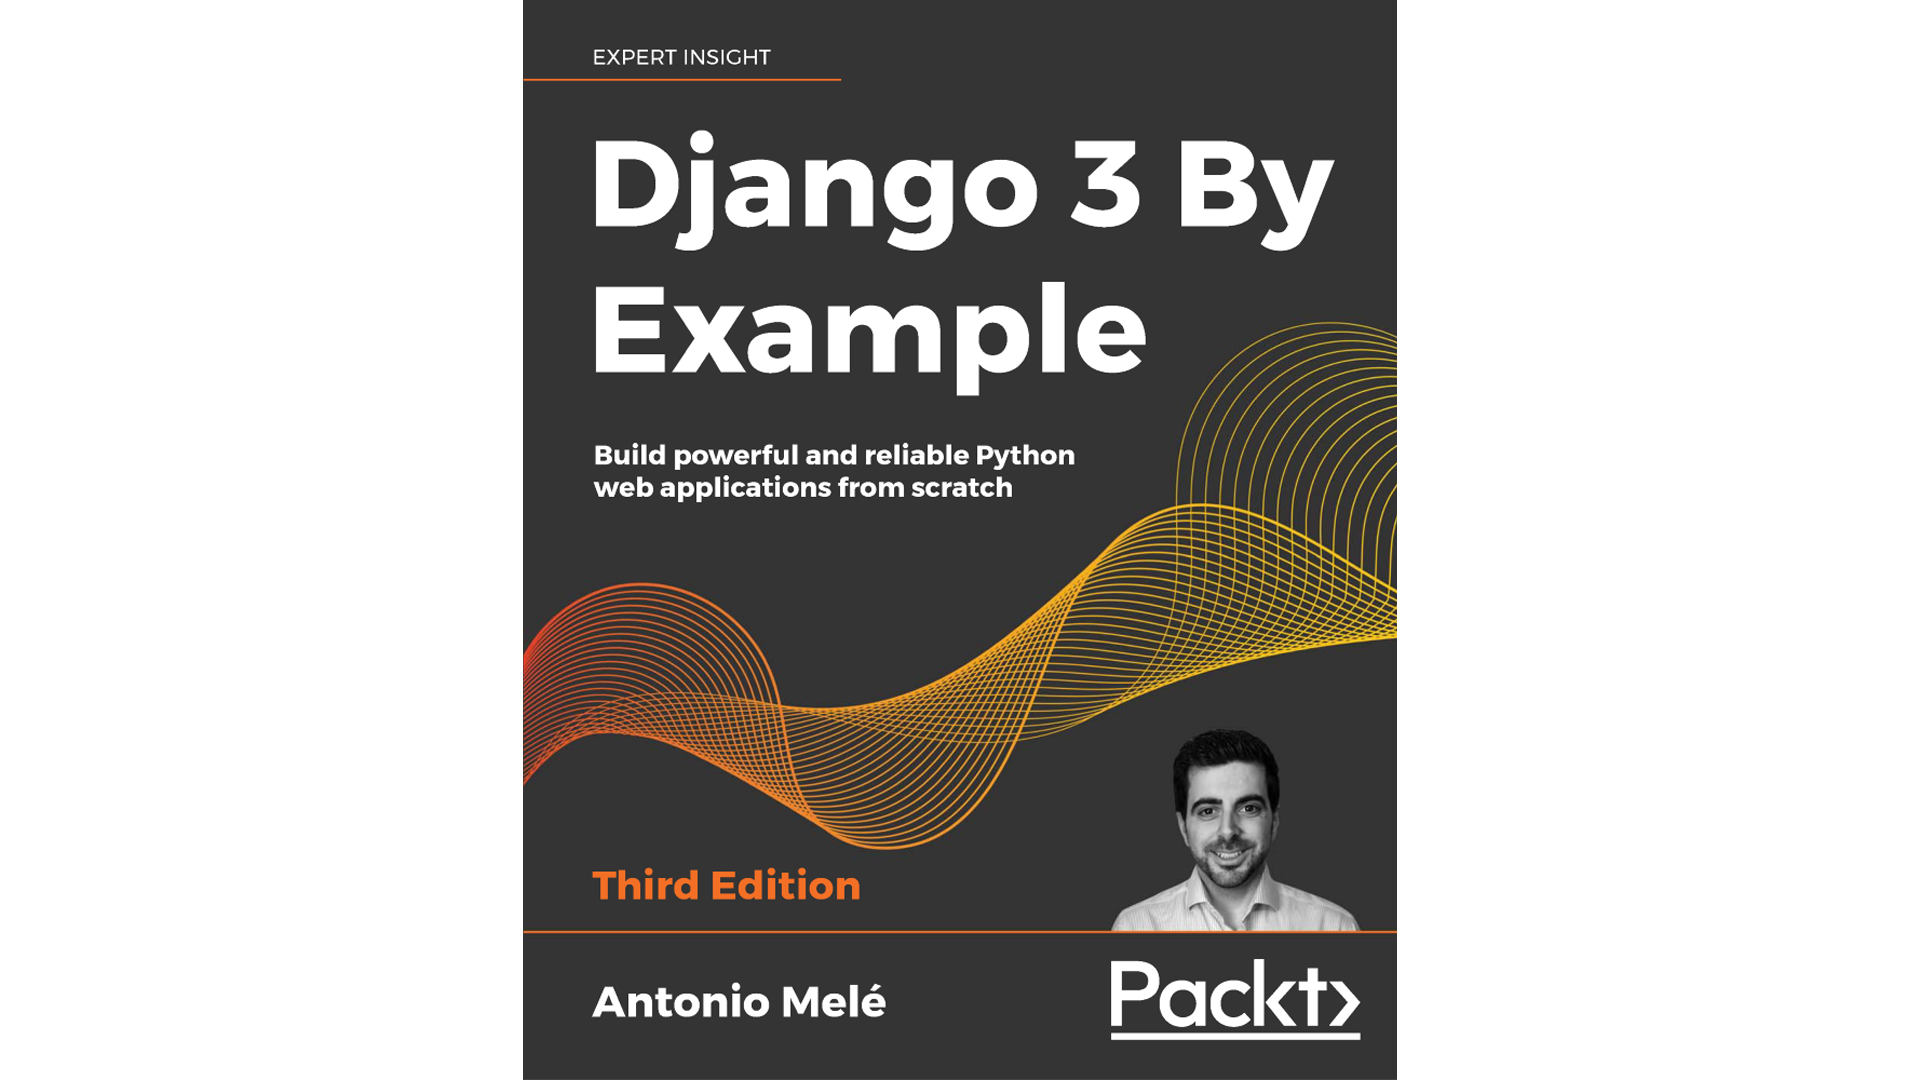 EXPERT INSIGHT
Django 3 By
Example
Build powerful and reliable Python
web applications from scratch
Third Edition
Antonio Melé
Packt